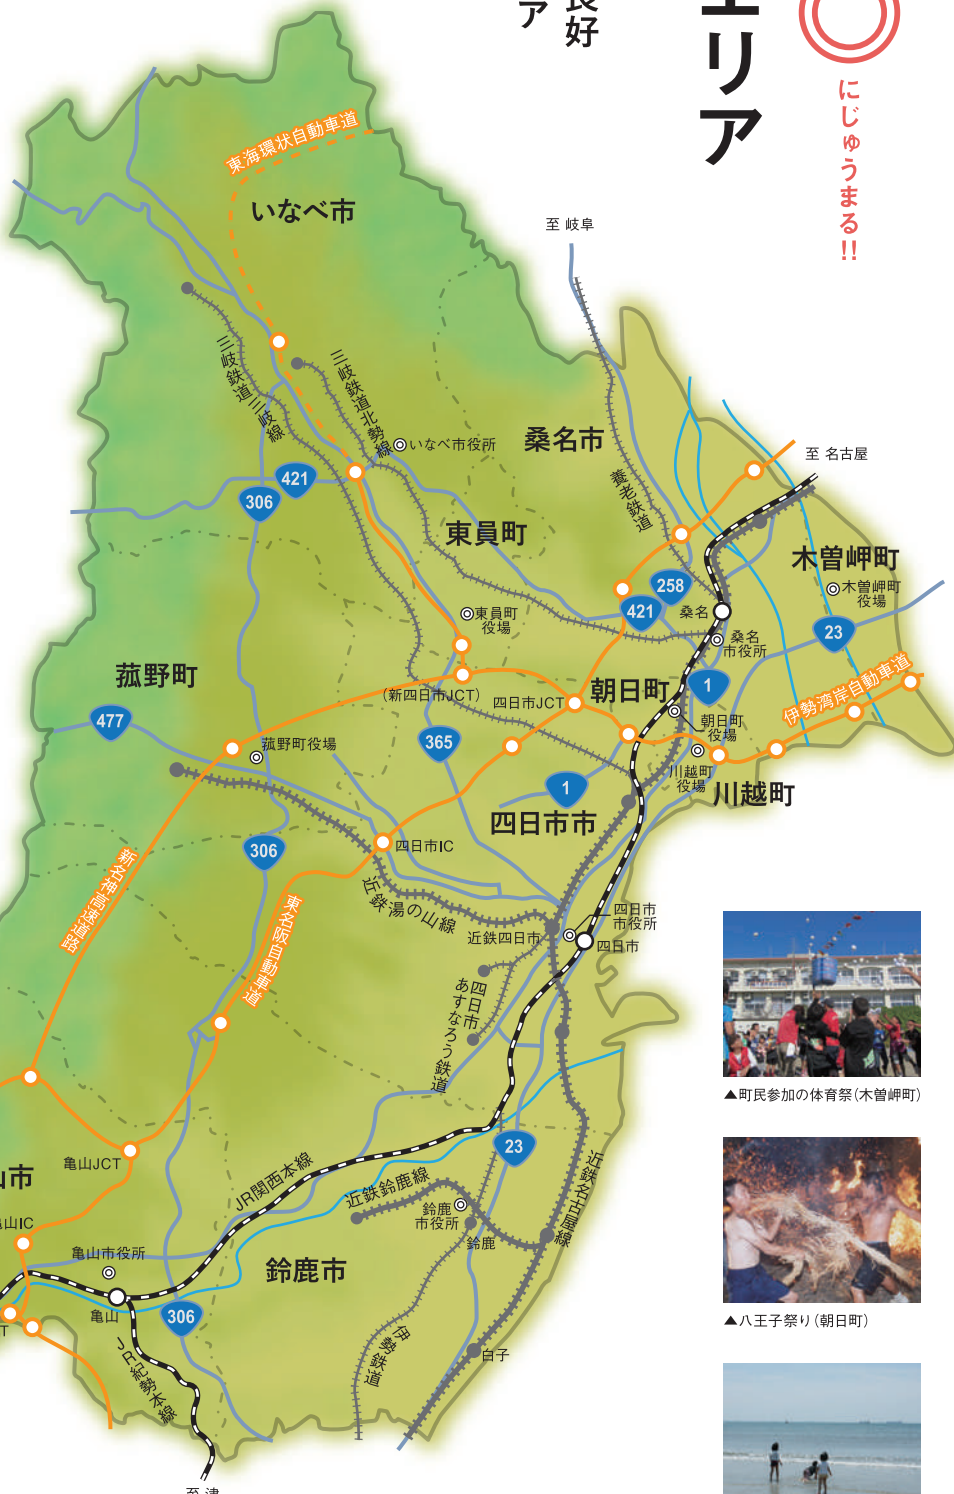 エリア
良好
ア
にじゅうまる!!
東海環状自動車道
いなべ市
至 岐阜
三岐鉄道三岐線
三岐鉄道北勢線
いなべ市役所
桑名市
至 名古屋
421
306
養老鉄道
東員町
木曽岬町
木曽岬町
役場
258
421
桑名
東員町
役場
桑名
市役所
23
菰野町
(新四日市JCT)
四日市JCT
朝日町
1
伊勢湾岸自動車道
477
朝日町
役場
菰野町役場
365
川越町
役場
川越町
1
四日市市
306
四日市IC
新名神高速道路
東名阪自動車道
近鉄湯の山線
近鉄四日市
四日市
市役所
四日市
四日市
あすなろう鉄道
▲町民参加の体育祭(木曽岬町)
亀山JCT
23
山市
JR関西本線
近鉄鈴鹿線
近鉄名古屋線
亀山IC
鈴鹿
市役所
鈴鹿
亀山市役所
鈴鹿市
亀山
306
▲八王子祭り(朝日町)
T
JR紀勢本線
伊勢鉄道
白子
至 津